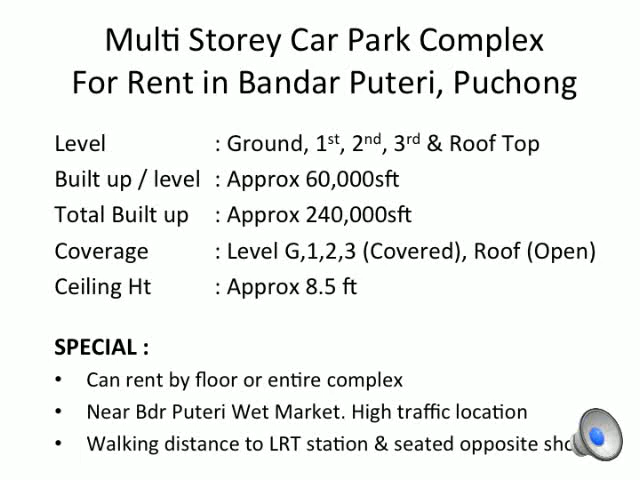 Multi Storey Car Park Complex
For Rent in Bandar Puteri, Puchong
Level : Ground, 1st, 2nd, 3rd & Roof Top
Built up / level : Approx 60,000sft
Total Built up : Approx 240,000sft
Coverage : Level G,1,2,3 (Covered), Roof (Open)
Ceiling Ht : Approx 8.5 ft
SPECIAL :
• Can rent by floor or entire complex
• Near Bdr Puteri Wet Market. High traffic location
• Walking distance to LRT station & seated opposite